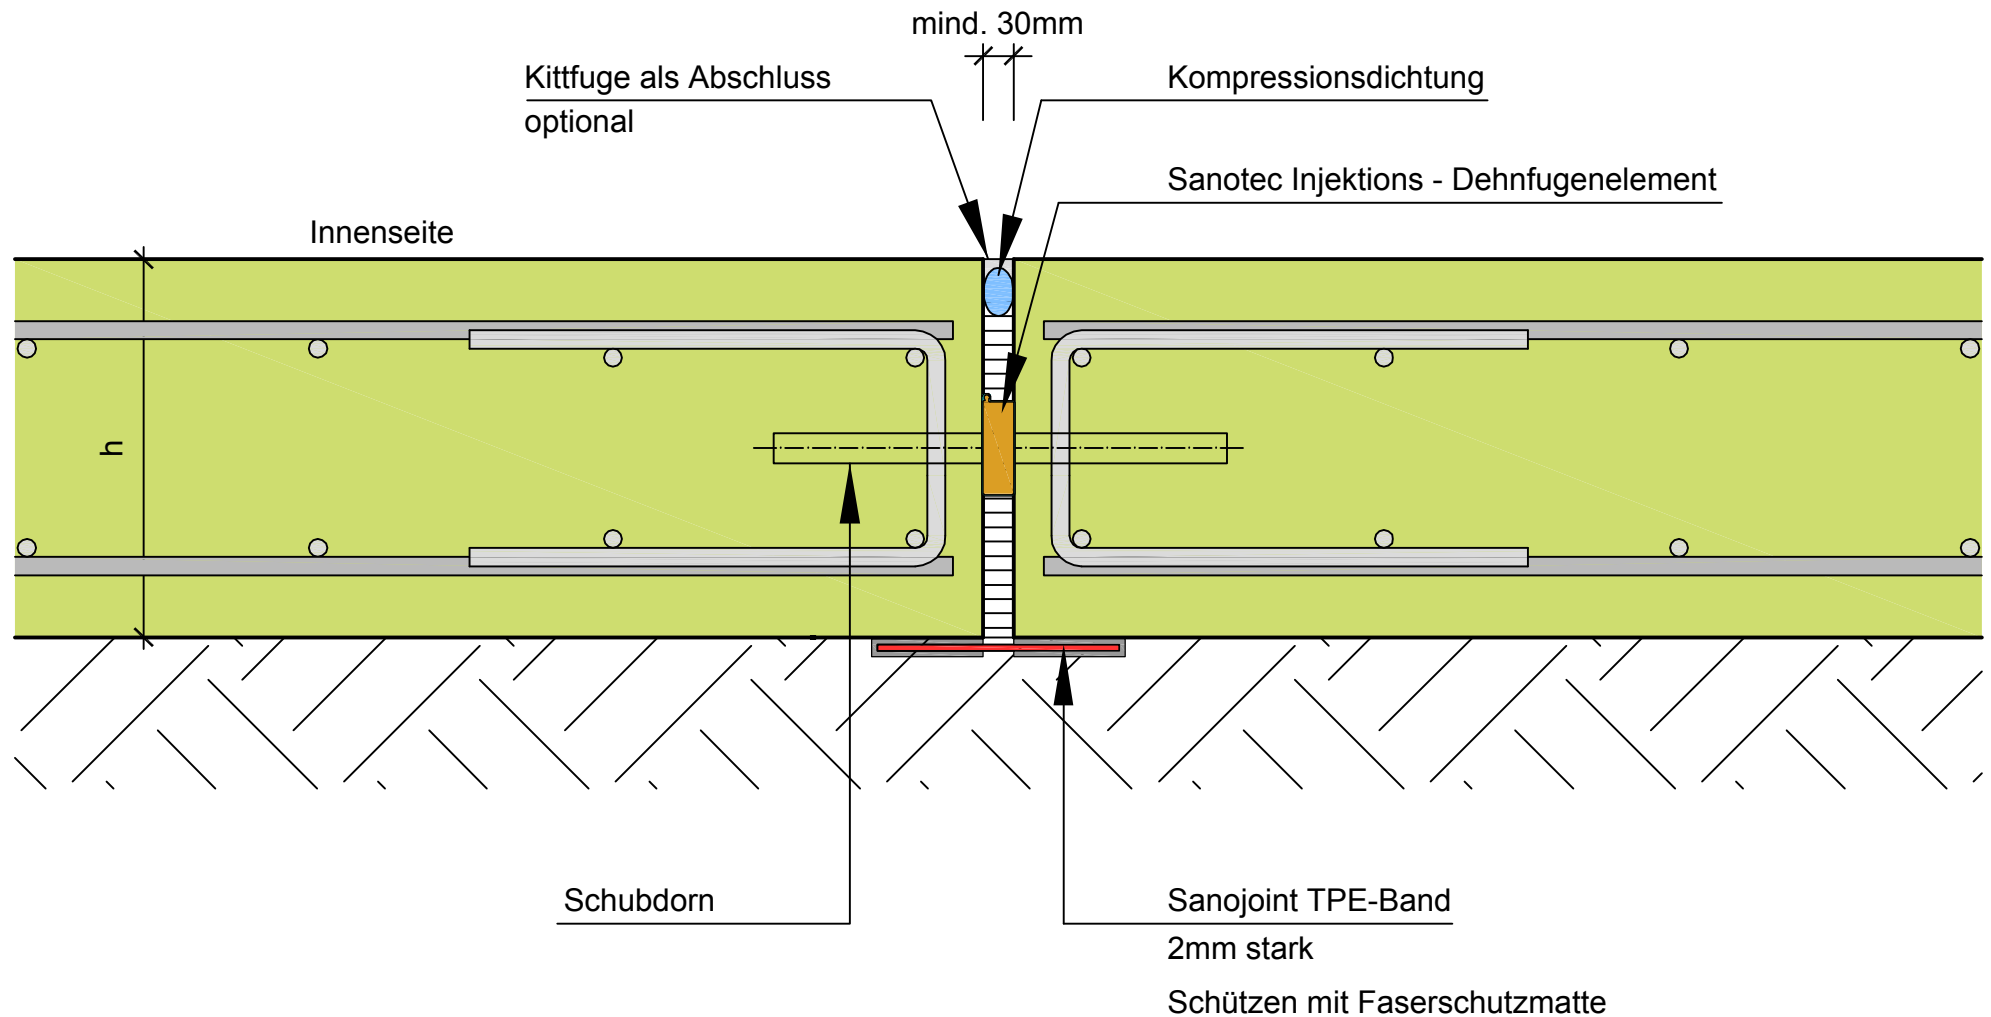 mind. 30mm
Kittfuge als Abschluss
optional
Kompressionsdichtung
Sanotec Injektions - Dehnfugenelement
Innenseite
h
Schubdorn
Sanojoint TPE-Band
2mm stark
Schützen mit Faserschutzmatte